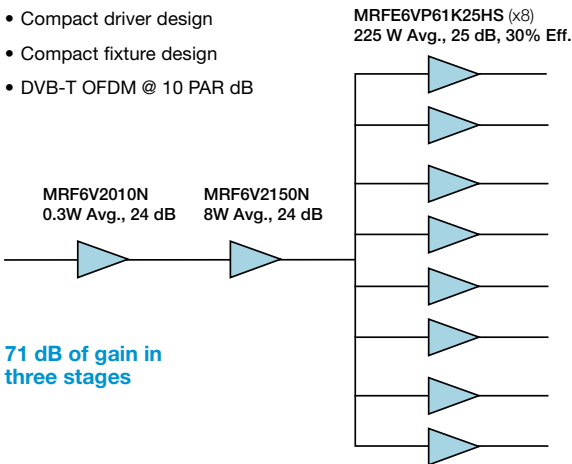 • Compact driver design
• Compact fixture design
• DVB-T OFDM @ 10 PAR dB
MRFE6VP61K25HS (x8)
225 W Avg., 25 dB, 30% Eff.
MRF6V2010N
0.3W Avg., 24 dB
MRF6V2150N
8W Avg., 24 dB
71 dB of gain in
three stages